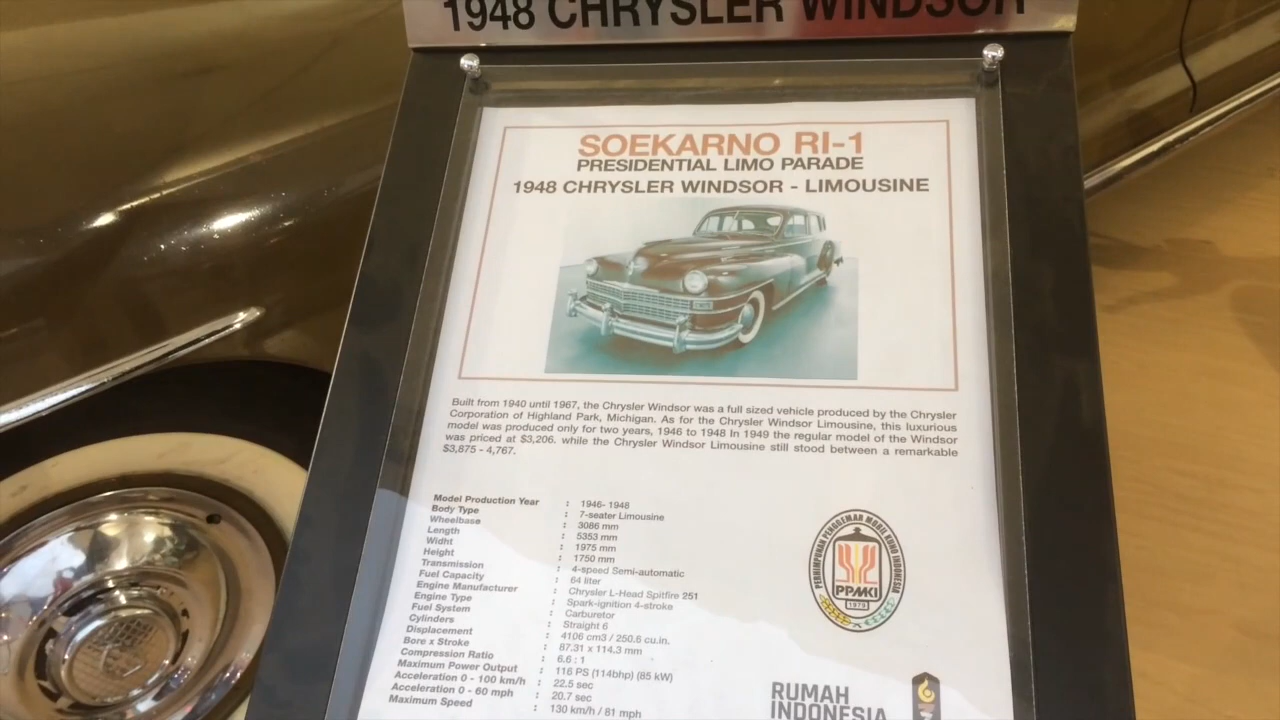 1948 CHRYSLER WINDSOR
SOEKARNO RI-1
PRESIDENTIAL LIMO PARADE
1948 CHRYSLER WINDSOR - LIMOUSINE
Built from 1940 until 1967, the Chrysler Windsor was a full sized vehicle produced by the Chrysler
Corporation of Highland Park, Michigan. As for the Chrysler Windsor Limousine, this luxurious
model was produced only for two years, 1946 to 1948 In 1949 the regular model of the Windsor
was priced at $3,206. while the Chrysler Windsor Limousine still stood between a remarkable
$3,875 - 4,767.
Model Production Year : 1946- 1948
Body Type : 7-seater Limousine
Wheelbase : 3086 mm
Length : 5353 mm
Widht : 1975 mm
Height : 1750 mm
Transmission : 4-speed Semi-automatic
Fuel Capacity : 64 liter
Engine Manufacturer : Chrysler L-Head Spitfire 251
Engine Type : Spark-ignition 4-stroke
Fuel System : Carburetor
Cylinders : Straight 6
Displacement : 4106 cm3 / 250.6 cu.in.
Bore x Stroke : 87.31 x 114.3 mm
Compression Ratio : 6.6 : 1
Maximum Power Output : 116 PS (114bhp) (85 kW)
Acceleration 0 - 100 km/h : 22.5 sec
Acceleration 0 - 60 mph : 20.7 sec
Maximum Speed : 130 km/h / 81 mph
PERHIMPUNAN PENGGEMAR MOBIL KUNO INDONESIA
PPMKI
1979
RUMAH
INDONESIA